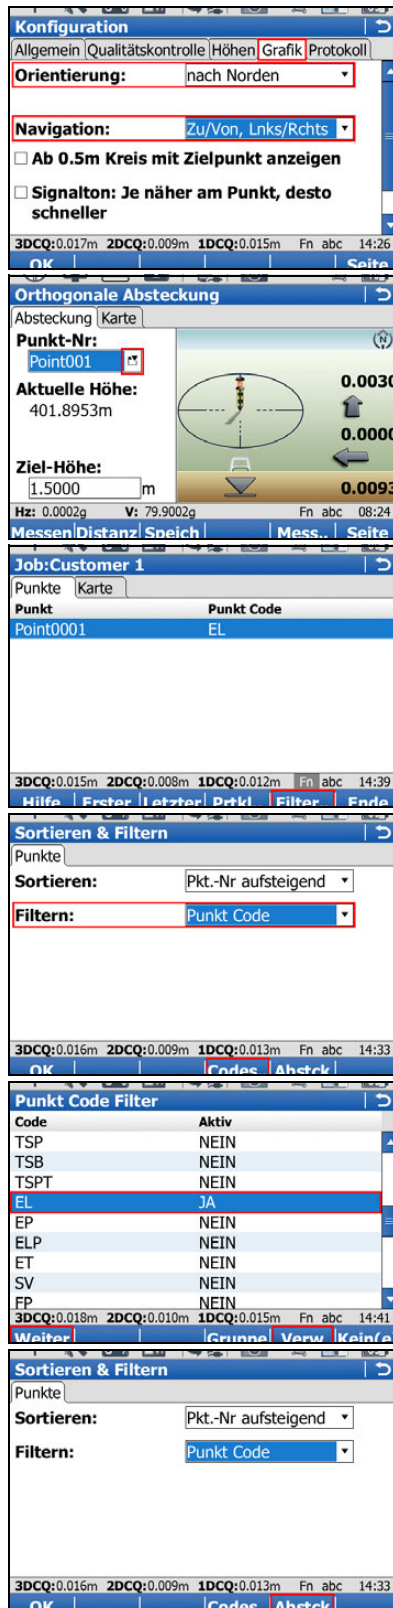 Konfiguration
Allgemein Qualitätskontrolle Höhen Grafik Protokoll
Orientierung: nach Norden
Navigation: Zu/Von, Lnks/Rchts
Ab 0.5m Kreis mit Zielpunkt anzeigen
Signalton: Je näher am Punkt, desto
schneller
3DCQ:0.017m 2DCQ:0.009m 1DCQ:0.015m Fn abc 14:26
OK Seite
Orthogonale Absteckung
Absteckung Karte
Punkt-Nr:
Point001
N
Aktuelle Höhe:
401.8953m
0.0030
0.0000
Ziel-Höhe:
1.5000 m
0.0093
Hz: 0.0002g V: 79.9002g Fn abc 08:24
Messen Distanz Speich Mess.. Seite
Job:Customer 1
Punkte Karte
Punkt Punkt Code
Point0001 EL
3DCQ:0.015m 2DCQ:0.008m 1DCQ:0.012m Fn abc 14:39
Hilfe Erster Letzter Prtkl.. Filter.. Ende
Sortieren & Filtern
Punkte
Sortieren: Pkt.-Nr aufsteigend
Filtern: Punkt Code
3DCQ:0.016m 2DCQ:0.009m 1DCQ:0.013m Fn abc 14:33
OK Codes Abstck
Punkt Code Filter
Code Aktiv
TSP NEIN
TSB NEIN
TSPT NEIN
EL JA
EP NEIN
ELP NEIN
ET NEIN
SV NEIN
FP NEIN
3DCQ:0.018m 2DCQ:0.010m 1DCQ:0.015m Fn abc 14:41
Weiter Gruppe Verw. Kein(e
Sortieren & Filtern
Punkte
Sortieren: Pkt.-Nr aufsteigend
Filtern: Punkt Code
3DCQ:0.016m 2DCQ:0.009m 1DCQ:0.013m Fn abc 14:33
OK Codes Abstck